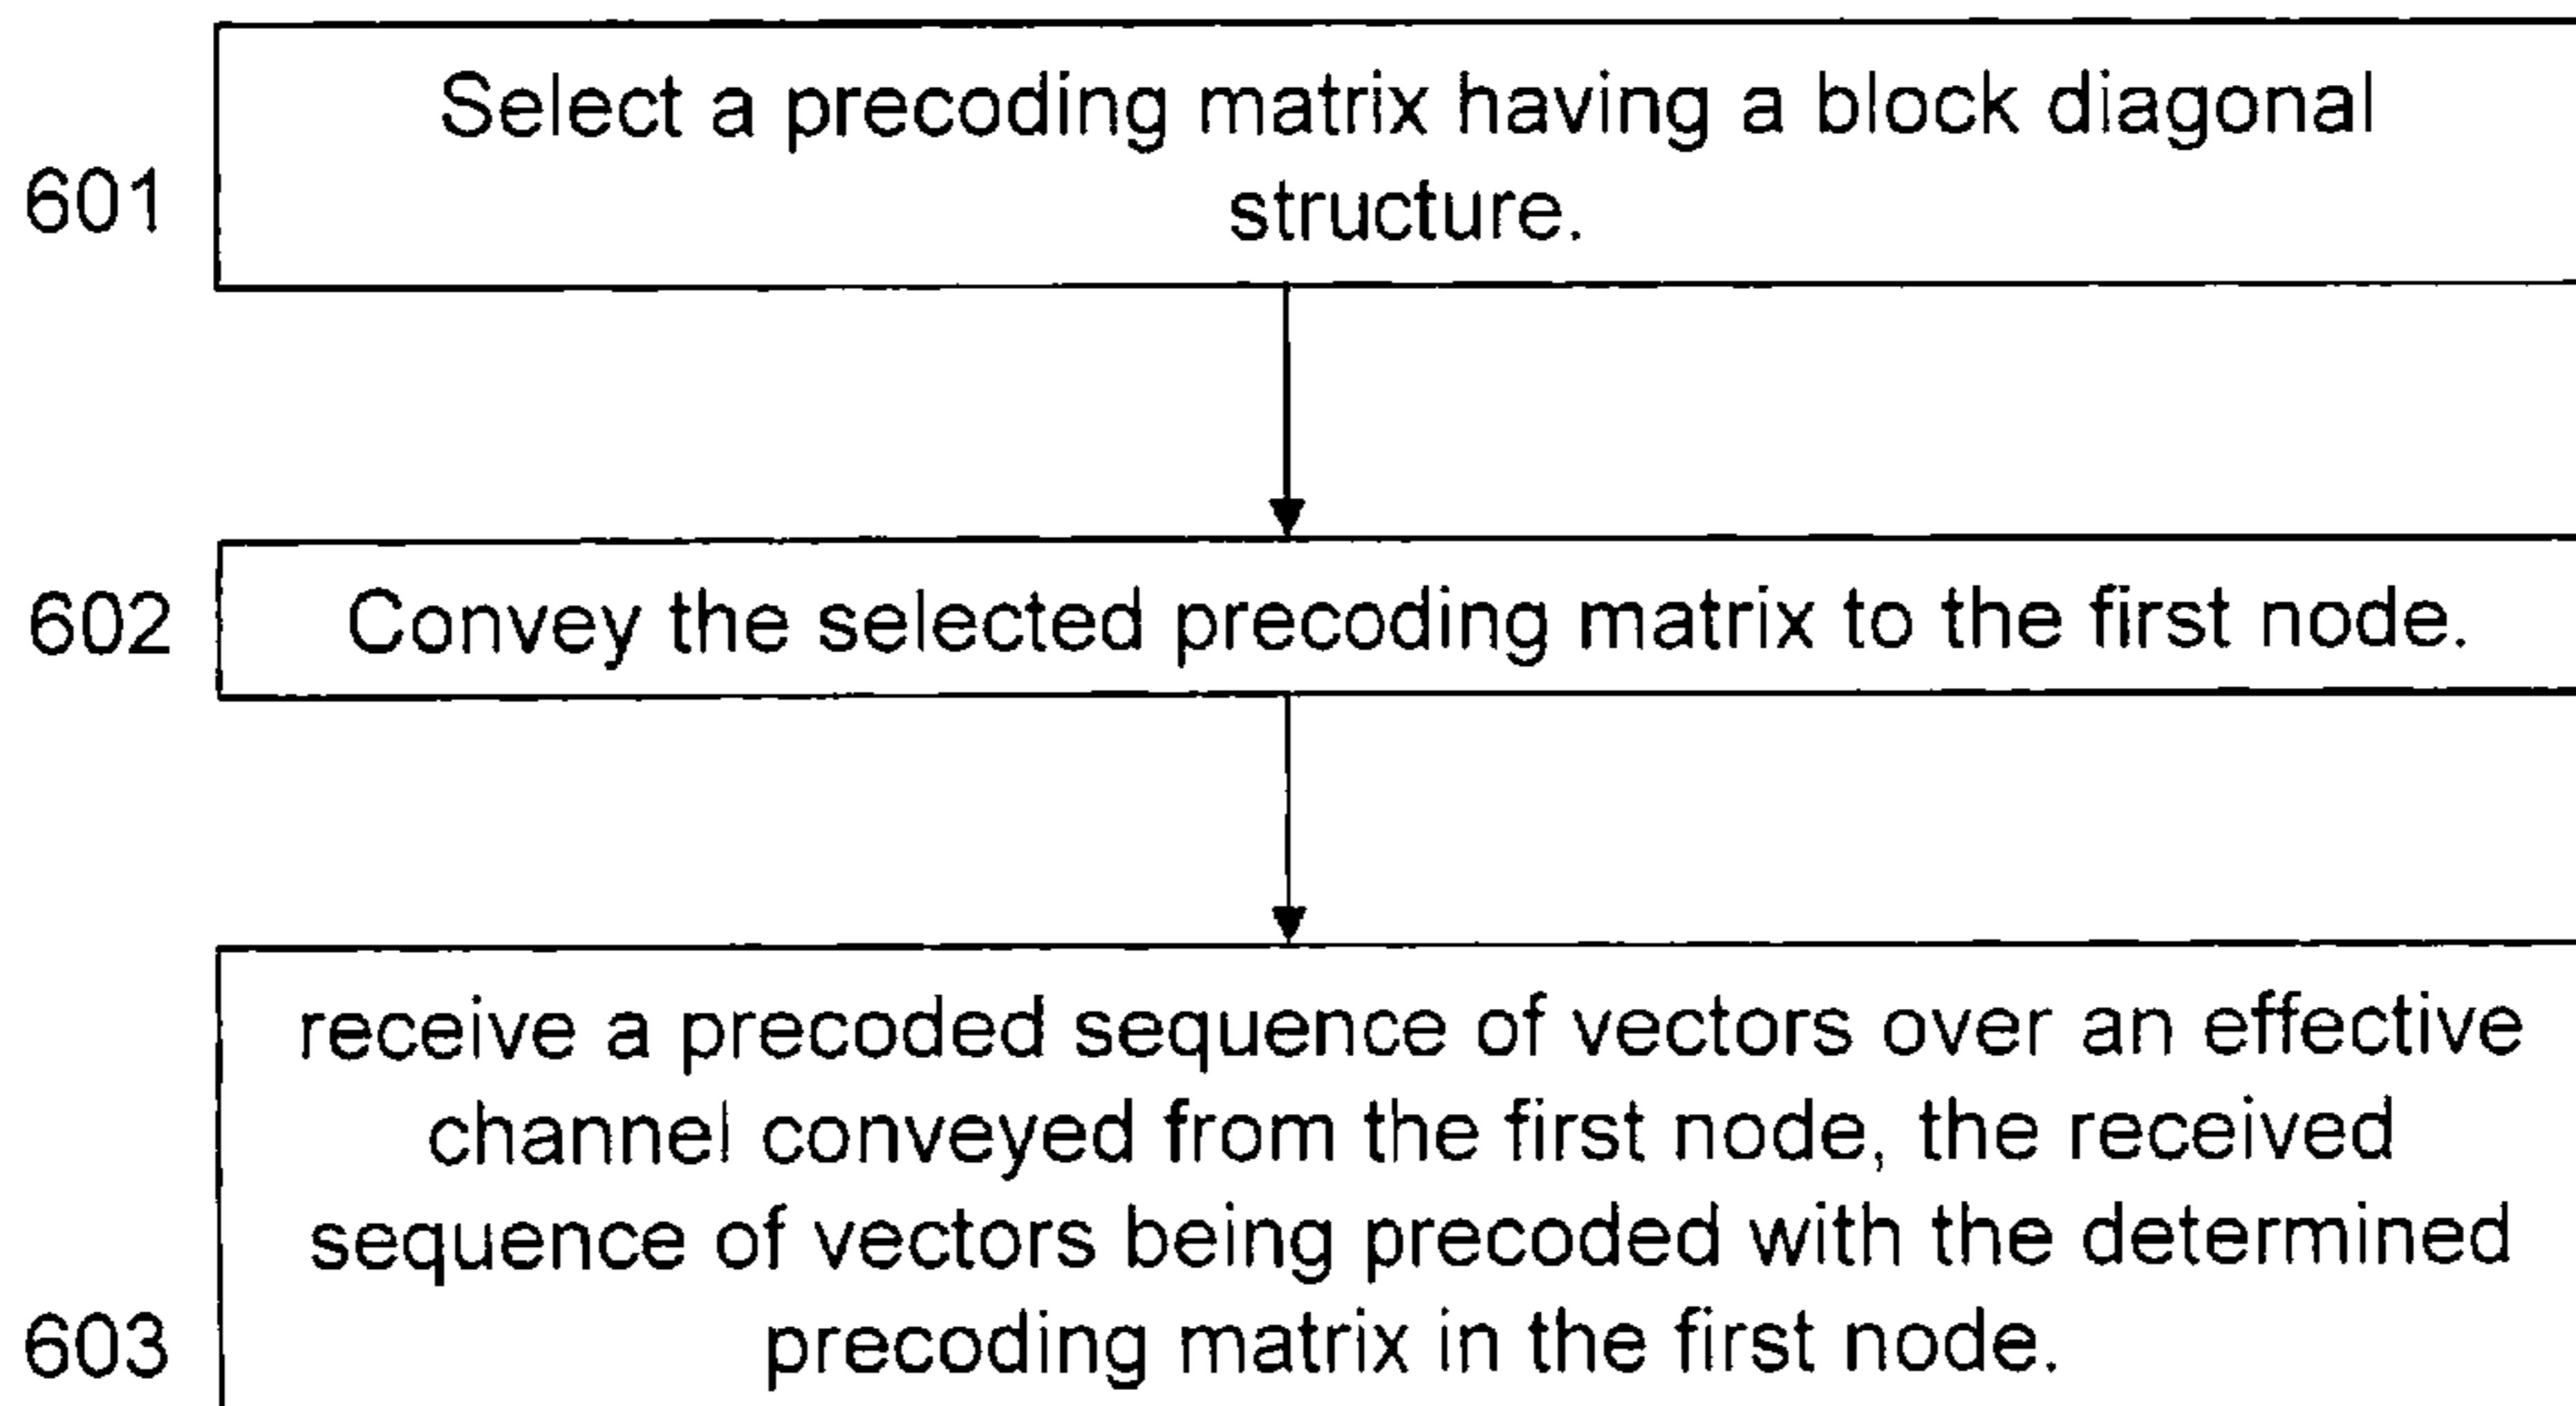 Select a precoding matrix having a block diagonal
601
structure.
602
Convey the selected precoding matrix to the first node.
receive a precoded sequence of vectors over an effective
channel conveyed from the first node, the received
sequence of vectors being precoded with the determined
603
precoding matrix in the first node.